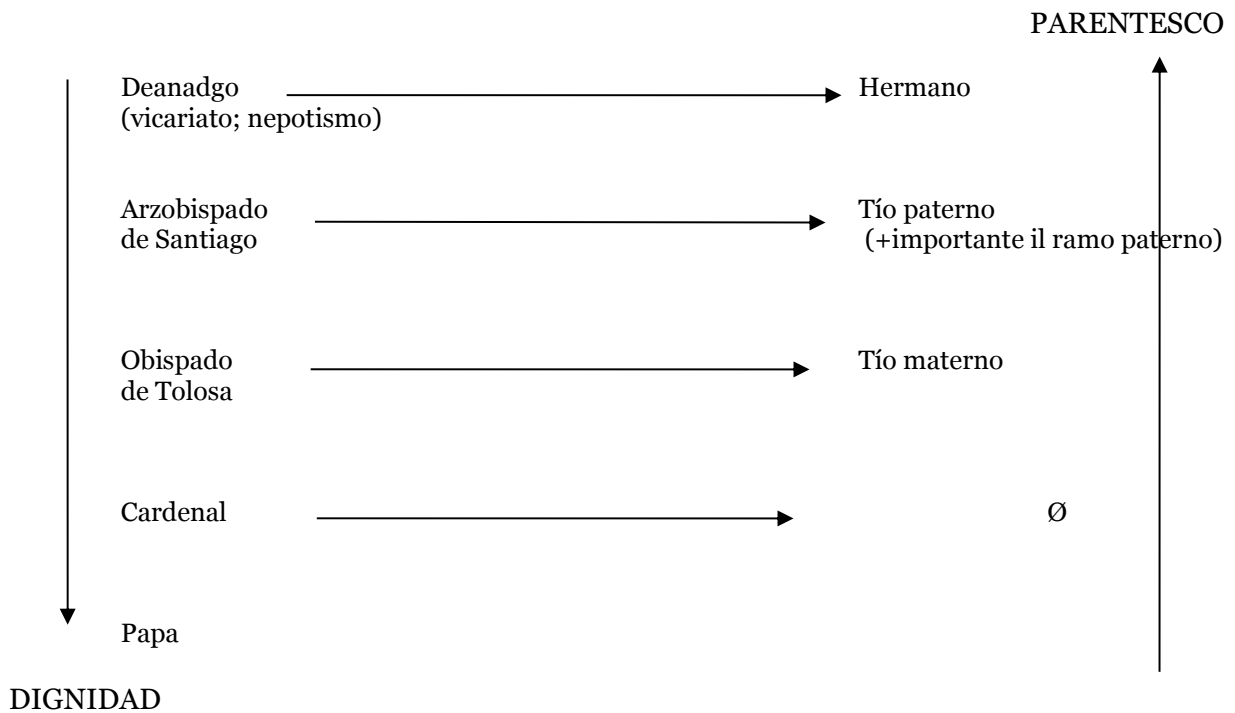 PARENTESCO
Deanadgo
(vicariato; nepotismo)
Hermano
Arzobispado
de Santiago
Tío paterno
(+importante il ramo paterno)
Obispado
de Tolosa
Tío materno
Cardenal
Ø
Papa
DIGNIDAD